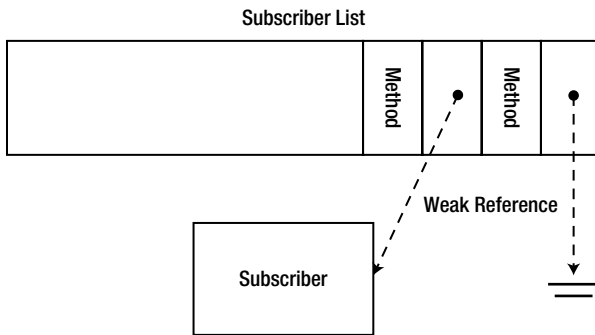 Subscriber List
Method
Method
Weak Reference
Subscriber